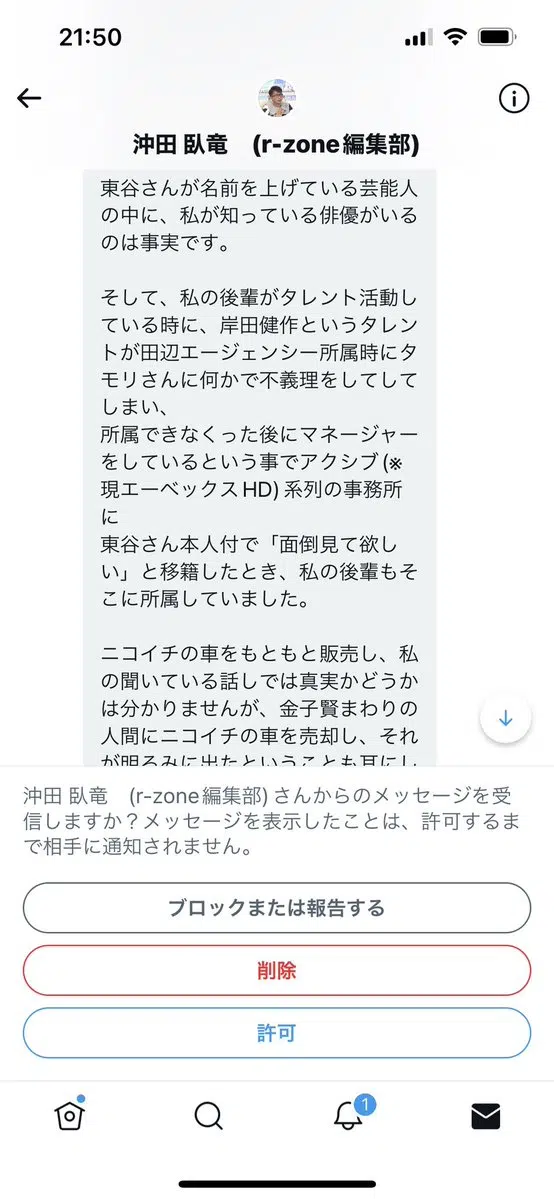 21:50
沖田 臥竜　(r-zone編集部)
東谷さんが名前を上げている芸能人
の中に、私が知っている俳優がいる
のは事実です。
そして、私の後輩がタレント活動し
ている時に、岸田健作というタレン
トが田辺エージェンシー所属時にタ
モリさんに何かで不義理をしてして
しまい、
所属できなくった後にマネージャー
をしているという事でアクシブ(※
現エーベックスHD) 系列の事務所
に
東谷さん本人付で「面倒見て欲し
い」と移籍したとき、私の後輩もそ
こに所属していました。
ニコイチの車をもともと販売し、私
の聞いている話しでは真実かどうか
は分かりませんが、金子賢まわりの
人間にニコイチの車を売却し、それ
が明るみに出たということも耳にし
沖田 臥竜　(r-zone編集部) さんからのメッセージを受
信しますか？メッセージを表示したことは、許可するま
で相手に通知されません。
ブロックまたは報告する
削除
許可
1